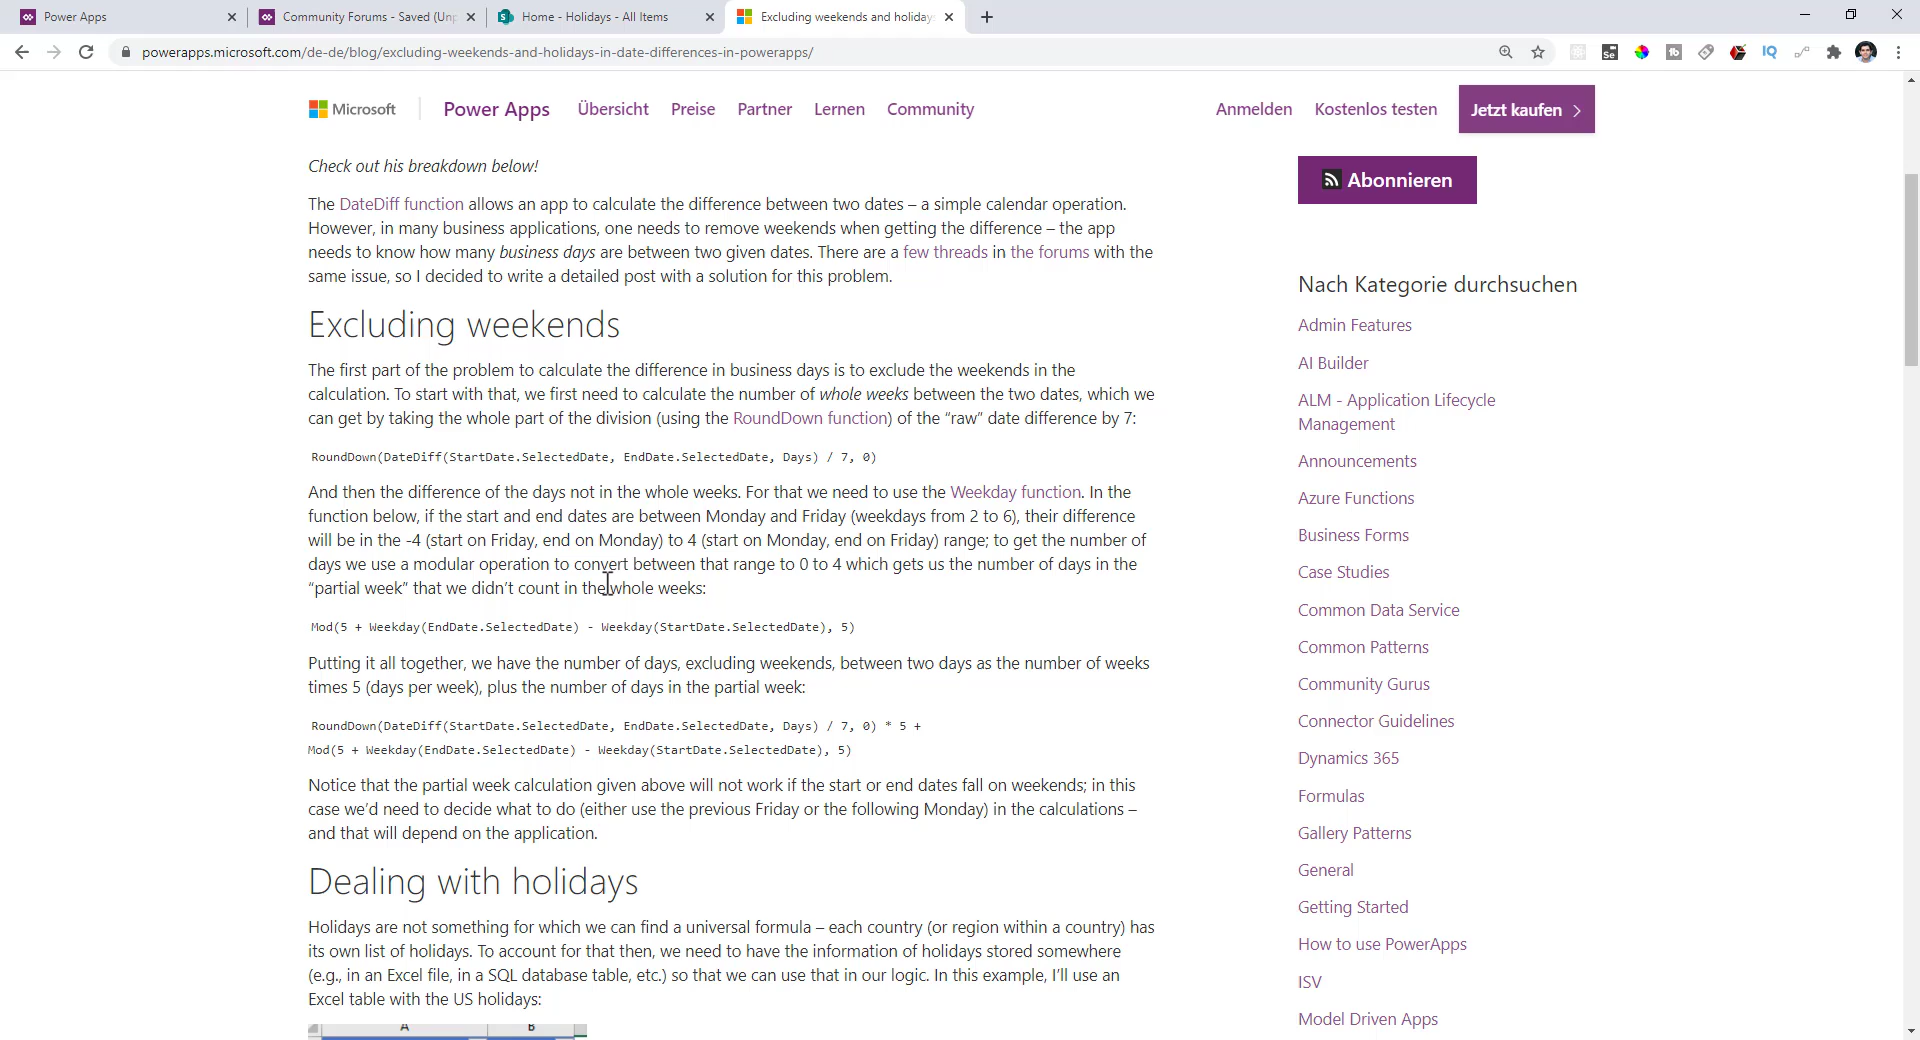 Power Apps
Community Forums - Saved (Unp
Home - Holidays - All Items
Excluding weekends and holiday
powerapps.microsoft.com/de-de/blog/excluding-weekends-and-holidays-in-date-differences-in-powerapps/
Microsoft
Power Apps
Übersicht
Preise
Partner
Lernen
Community
Anmelden
Kostenlos testen
Jetzt kaufen
Check out his breakdown below!
The DateDiff function allows an app to calculate the difference between two dates – a simple calendar operation.
However, in many business applications, one needs to remove weekends when getting the difference – the app
needs to know how many business days are between two given dates. There are a few threads in the forums with the
same issue, so I decided to write a detailed post with a solution for this problem.
Excluding weekends
The first part of the problem to calculate the difference in business days is to exclude the weekends in the
calculation. To start with that, we first need to calculate the number of whole weeks between the two dates, which we
can get by taking the whole part of the division (using the RoundDown function) of the “raw” date difference by 7:
RoundDown(DateDiff(StartDate.SelectedDate, EndDate.SelectedDate, Days) / 7, 0)
And then the difference of the days not in the whole weeks. For that we need to use the Weekday function. In the
function below, if the start and end dates are between Monday and Friday (weekdays from 2 to 6), their difference
will be in the -4 (start on Friday, end on Monday) to 4 (start on Monday, end on Friday) range; to get the number of
days we use a modular operation to convert between that range to 0 to 4 which gets us the number of days in the
“partial week” that we didn’t count in the whole weeks:
Mod(5 + Weekday(EndDate.SelectedDate) - Weekday(StartDate.SelectedDate), 5)
Putting it all together, we have the number of days, excluding weekends, between two days as the number of weeks
times 5 (days per week), plus the number of days in the partial week:
RoundDown(DateDiff(StartDate.SelectedDate, EndDate.SelectedDate, Days) / 7, 0) * 5 +
Mod(5 + Weekday(EndDate.SelectedDate) - Weekday(StartDate.SelectedDate), 5)
Notice that the partial week calculation given above will not work if the start or end dates fall on weekends; in this
case we’d need to decide what to do (either use the previous Friday or the following Monday) in the calculations –
and that will depend on the application.
Dealing with holidays
Holidays are not something for which we can find a universal formula – each country (or region within a country) has
its own list of holidays. To account for that then, we need to have the information of holidays stored somewhere
(e.g., in an Excel file, in a SQL database table, etc.) so that we can use that in our logic. In this example, I’ll use an
Excel table with the US holidays:
A
B
Abonnieren
Nach Kategorie durchsuchen
Admin Features
AI Builder
ALM - Application Lifecycle
Management
Announcements
Azure Functions
Business Forms
Case Studies
Common Data Service
Common Patterns
Community Gurus
Connector Guidelines
Dynamics 365
Formulas
Gallery Patterns
General
Getting Started
How to use PowerApps
ISV
Model Driven Apps